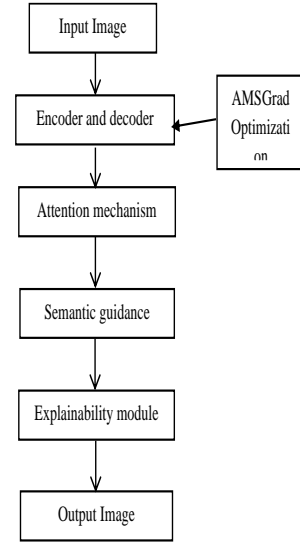 Input Image
AMSGrad
Encoder and decoder
Optimizati
on
Attention mechanism
Semantic guidance
Explainability module
Output Image